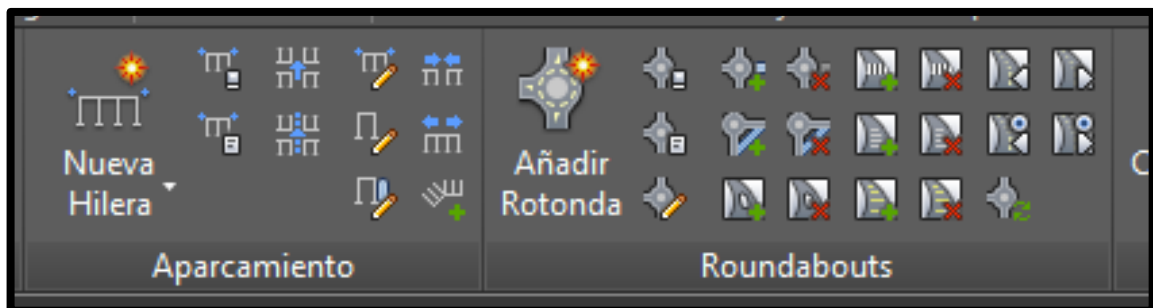 Nueva
Hilera
Añadir
Rotonda
Aparcamiento
Roundabouts